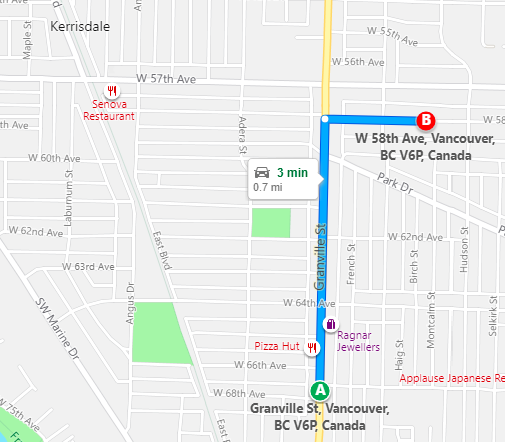 Kerrisdale
Maple St
W 55th Ave
W 56th Ave
W 57th Ave
Senova
Restaurant
Adera St
B
W 58
W 58th Ave, Vancouver,
BC V6P, Canada
W 60th Ave
3 min
0.7 mi
Park Dr
Laburnum St
W 62nd Ave
W 62nd Ave
East Blvd
Granville St
French St
Birch St
Hudson St
W 63rd Ave
Angus Dr
SW Marine Dr
W 64th Ave
Montcalm St
Selkirk St
Ragnar
Jewellers
Pizza Hut
Haig St
W 66th Ave
Applause Japanese Re
A
W 68th Ave
Granville St, Vancouver,
BC V6P, Canada
W 75th Ave
East B
Fr